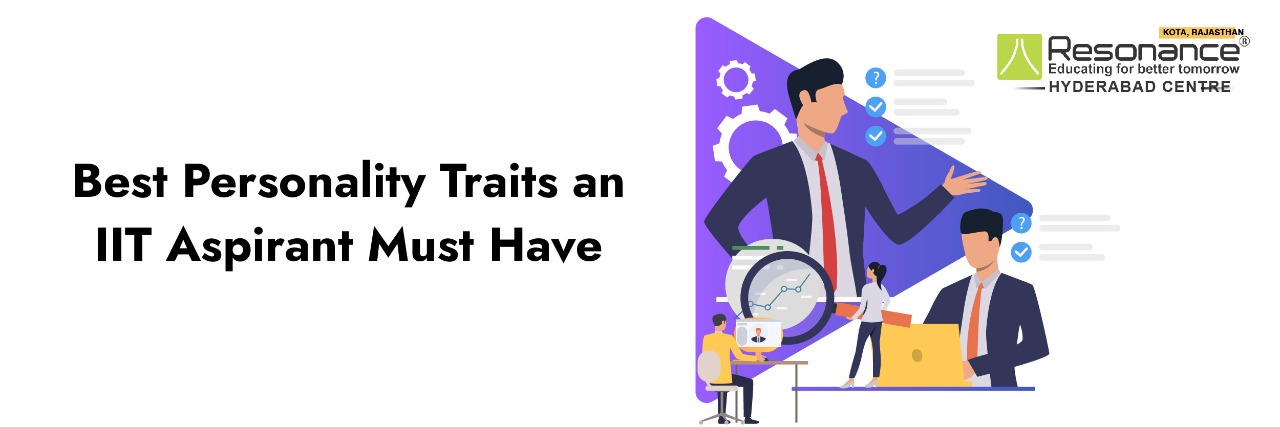 Best Personality Traits an
IIT Aspirant Must Have
KOTA, RAJASTHAN
Resonance®
Educating for better tomorrow
HYDERABAD CENTRE
?
?